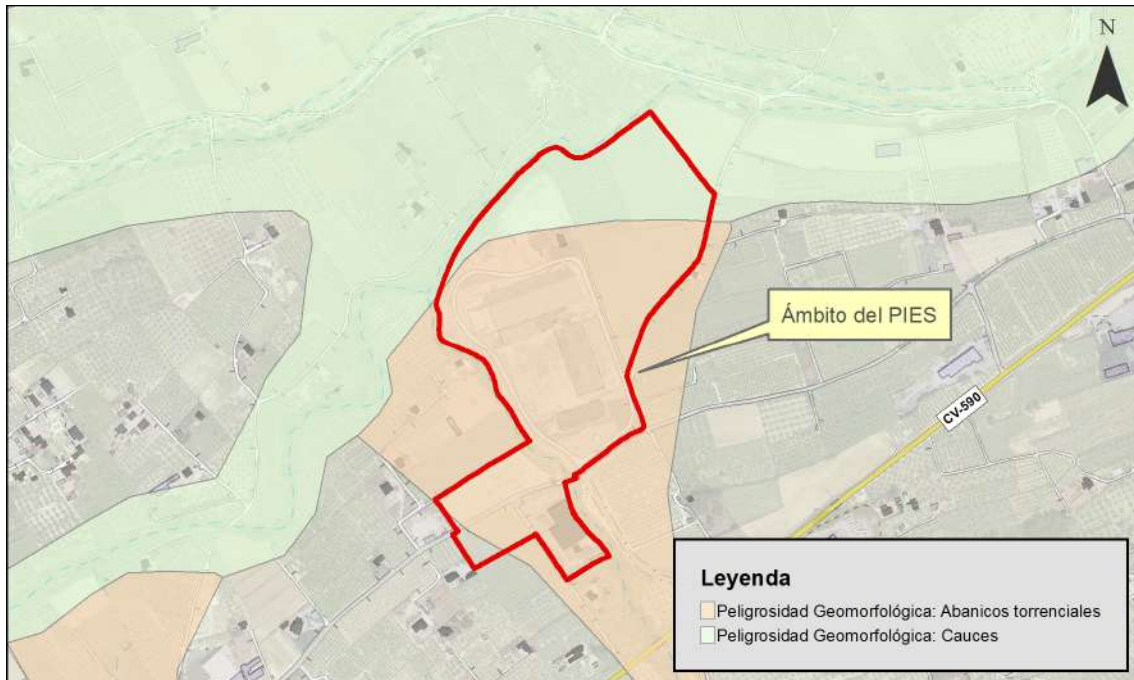 N
Ámbito del PIES
CV-590
Leyenda
Peligrosidad Geomorfológica: Abanicos torrenciales
Peligrosidad Geomorfológica: Cauces